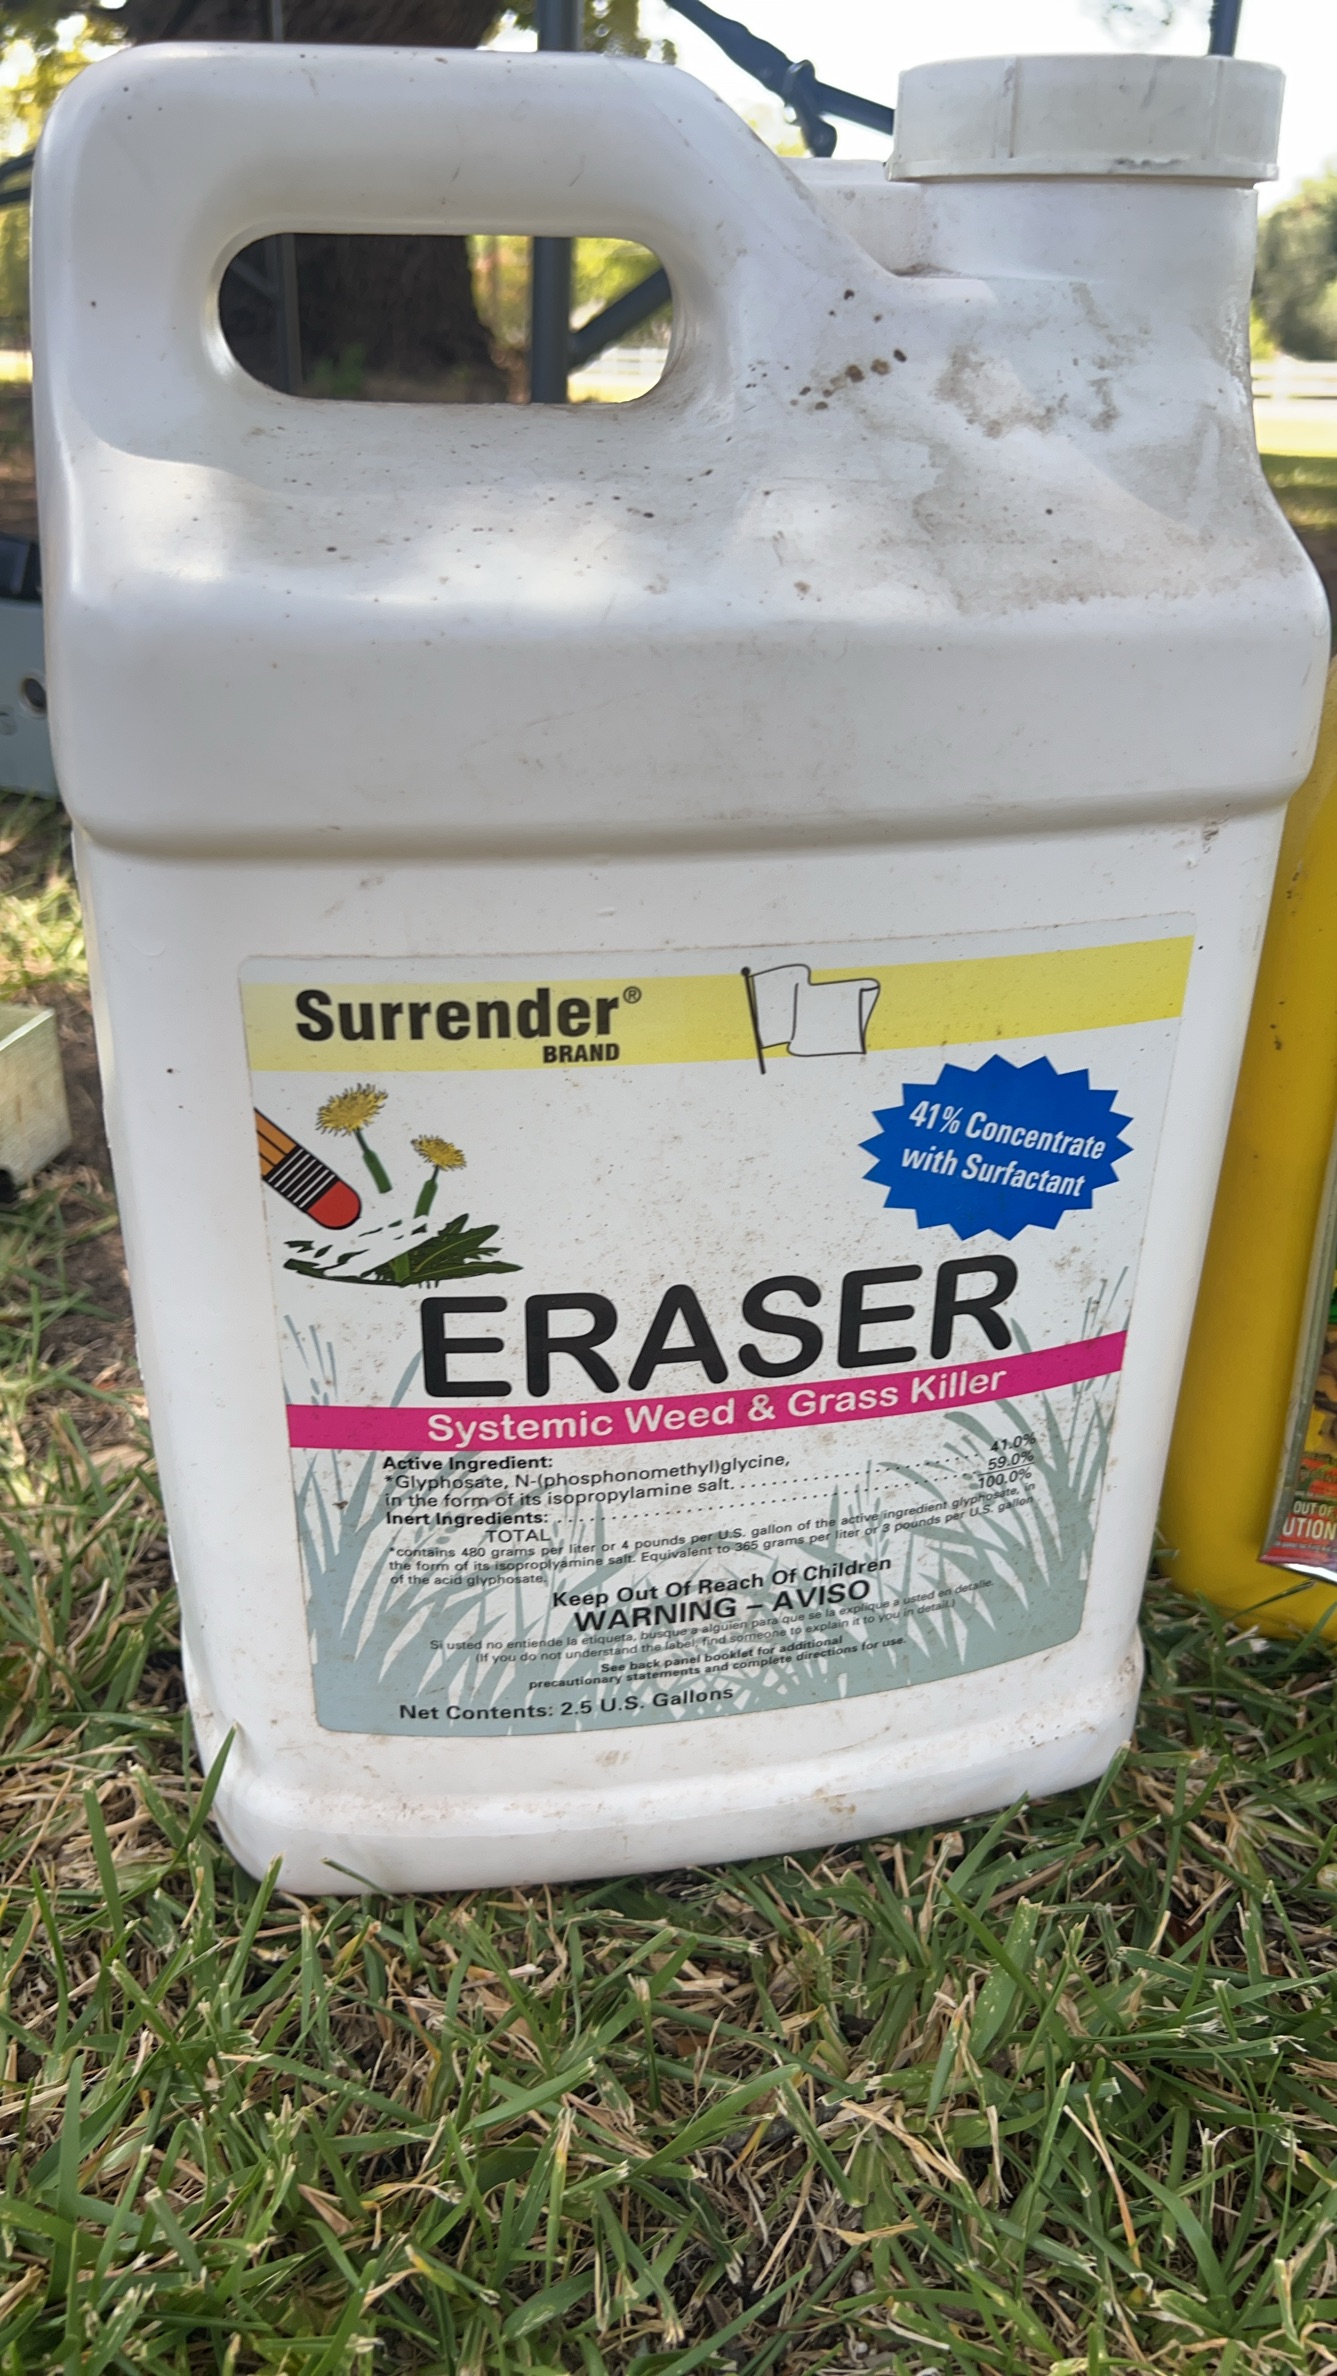 Surrender®
BRAND
41% Concentrate
with Surfactant
ERASER
Systemic Weed & Grass Killer
Active Ingredient:
*Glyphosate, N-(phosphonomethyl)glycine,
in the form of its isopropylamine salt. 41.0%
Inert Ingredients: 59.0%
TOTAL 100.0%
*contains 480 grams per liter or 4 pounds per U.S. gallon of the active ingredient glyphosate, in
the form of its isoproplyamine salt. Equivalent to 365 grams per liter or 3 pounds per U.S. gallon
of the acid glyphosate.
Keep Out Of Reach Of Children
WARNING – AVISO
Si usted no entiende la etiqueta, busque a alguien para que se la explique a usted en detalle.
(If you do not understand the label, find someone to explain it to you in detail.)
See back panel booklet for additional
precautionary statements and complete directions for use.
Net Contents: 2.5 U.S. Gallons
OUT OF
UTION